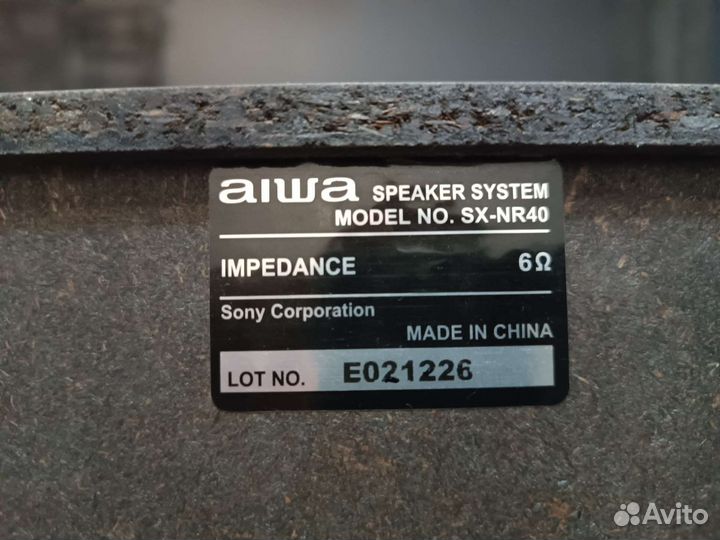 aiwa SPEAKER SYSTEM
MODEL NO. SX-NR40
IMPEDANCE 6Ω
Sony Corporation
MADE IN CHINA
LOT NO. E021226
Avito